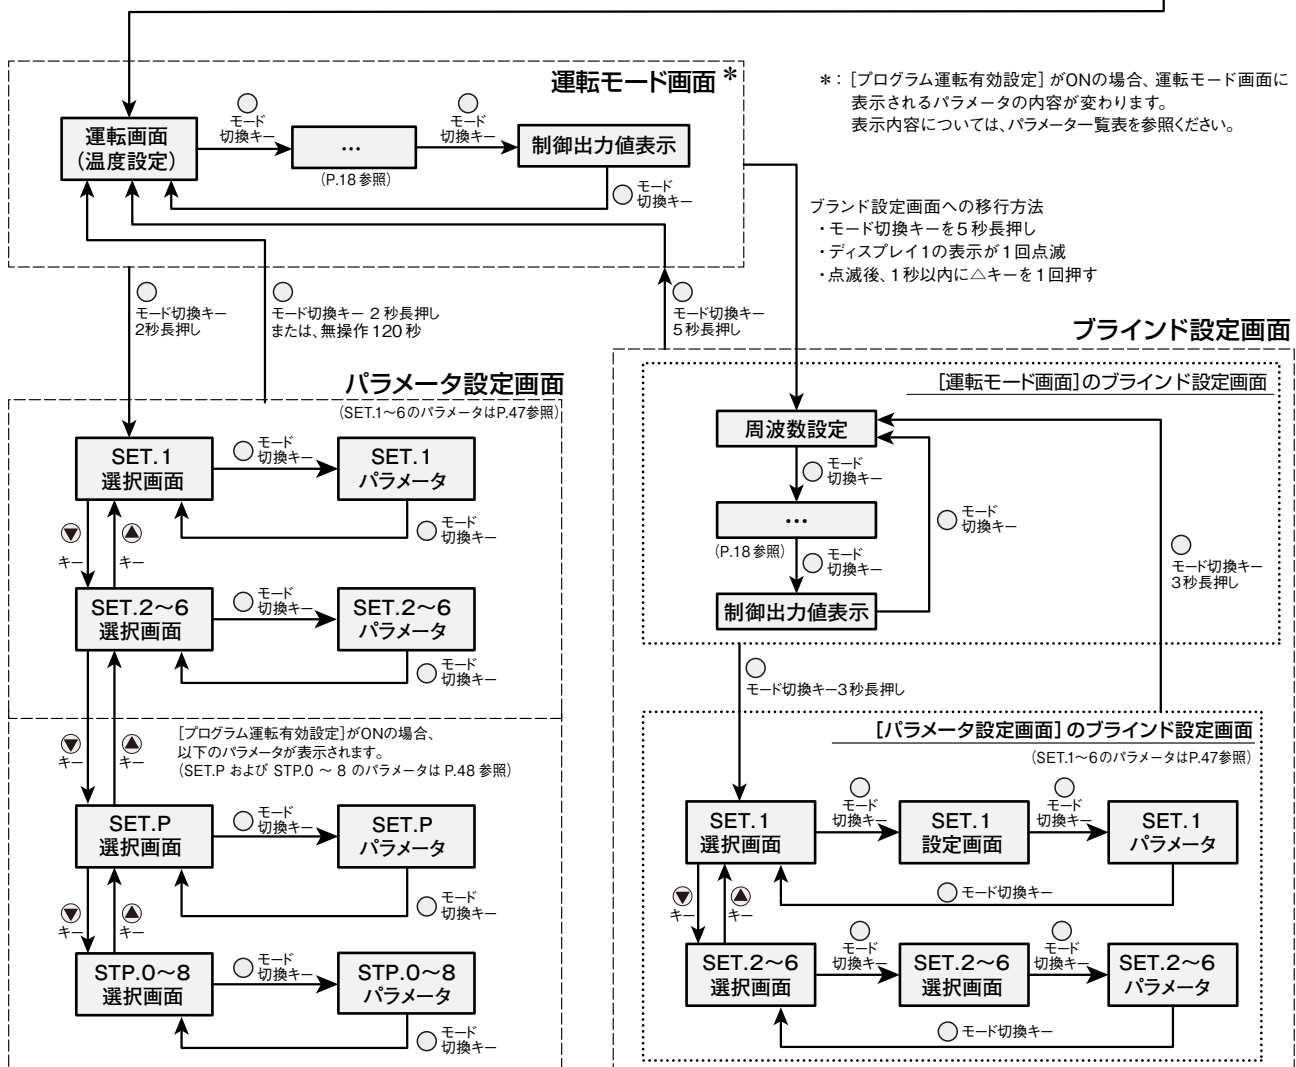 運転モード画面 *
運転画面
(温度設定)
モード
切換キー
…
(P.18参照)
モード
切換キー
制御出力値表示
モード
切換キー
*: [プログラム運転有効設定] がONの場合、運転モード画面に
表示されるパラメータの内容が変わります。
表示内容については、パラメータ一覧表を参照ください。
ブランド設定画面への移行方法
・モード切換キーを5秒長押し
・ディスプレイ1の表示が1回点滅
・点滅後、1秒以内に△キーを1回押す
モード切換キー
2秒長押し
モード切換キー 2秒長押し
または、無操作120秒
モード切換キー
5秒長押し
パラメータ設定画面
(SET.1～6のパラメータはP.47参照)
SET.1
選択画面
モード
切換キー
SET.1
パラメータ
モード
切換キー
▼
キー
▲
キー
SET.2～6
選択画面
モード
切換キー
SET.2～6
パラメータ
モード
切換キー
[プログラム運転有効設定]がONの場合、
以下のパラメータが表示されます。
(SET.P および STP.0 ～ 8 のパラメータは P.48 参照)
▼
キー
▲
キー
SET.P
選択画面
モード
切換キー
SET.P
パラメータ
モード
切換キー
▼
キー
▲
キー
STP.0～8
選択画面
モード
切換キー
STP.0～8
パラメータ
モード
切換キー
ブラインド設定画面
[運転モード画面]のブラインド設定画面
周波数設定
モード
切換キー
…
(P.18参照)
モード
切換キー
制御出力値表示
モード
切換キー
モード切換キー
3秒長押し
モード切換キー3秒長押し
[パラメータ設定画面] のブラインド設定画面
(SET.1～6のパラメータはP.47参照)
SET.1
選択画面
モード
切換キー
SET.1
設定画面
モード
切換キー
SET.1
パラメータ
モード切換キー
▼
キー
▲
キー
SET.2～6
選択画面
モード
切換キー
SET.2～6
選択画面
モード
切換キー
SET.2～6
パラメータ
モード切換キー